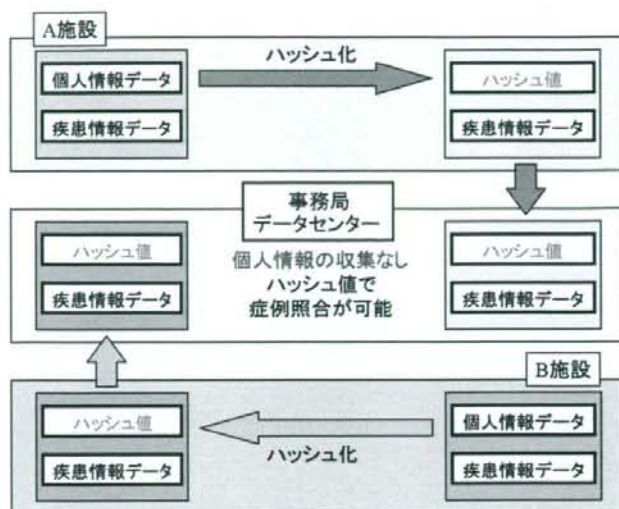 A施設
ハッシュ化
個人情報データ
ハッシュ値
疾患情報データ
疾患情報データ
事務局
データセンター
ハッシュ値
個人情報の収集なし
ハッシュ値
疾患情報データ
ハッシュ値で
症例照合が可能
疾患情報データ
B施設
ハッシュ値
個人情報データ
疾患情報データ
ハッシュ化
疾患情報データ